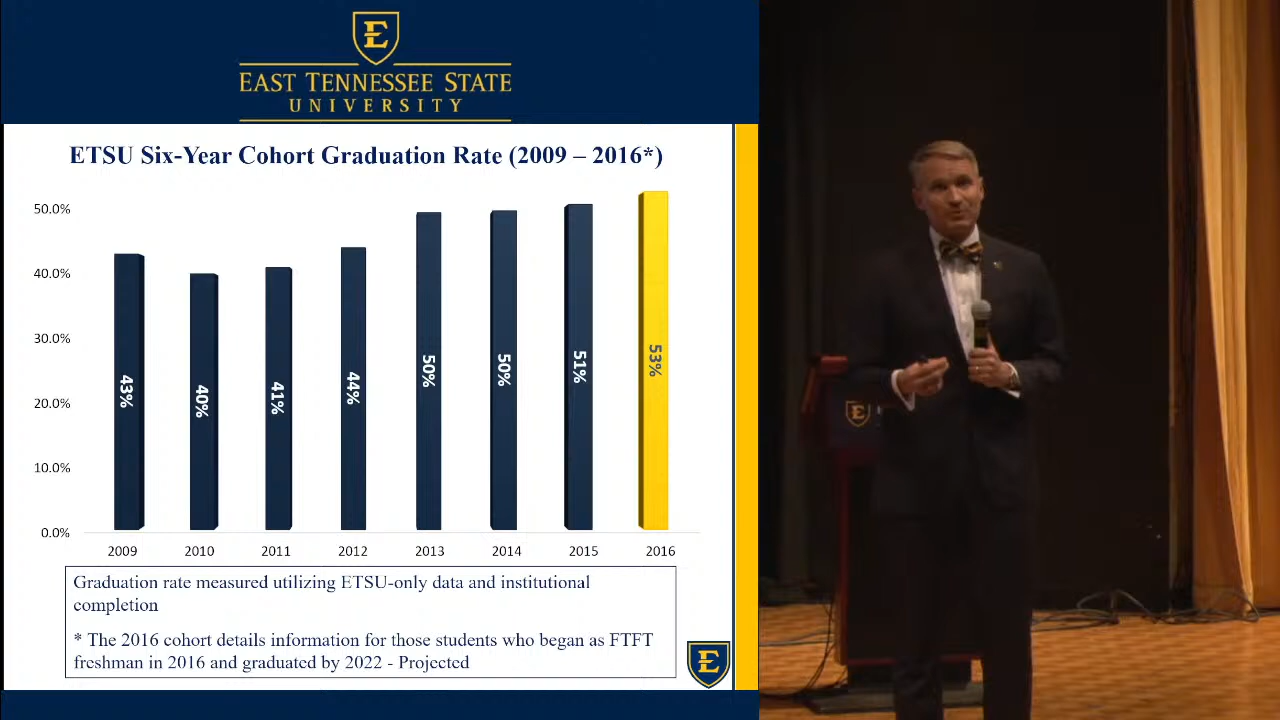 E
EAST TENNESSEE STATE
UNIVERSITY
ETSU Six-Year Cohort Graduation Rate (2009 – 2016*)
50.0%
40.0%
30.0%
20.0%
10.0%
0.0%
43%
40%
41%
44%
50%
50%
51%
53%
2009
2010
2011
2012
2013
2014
2015
2016
Graduation rate measured utilizing ETSU-only data and institutional
completion
* The 2016 cohort details information for those students who began as FTFT
freshman in 2016 and graduated by 2022 - Projected
E
E